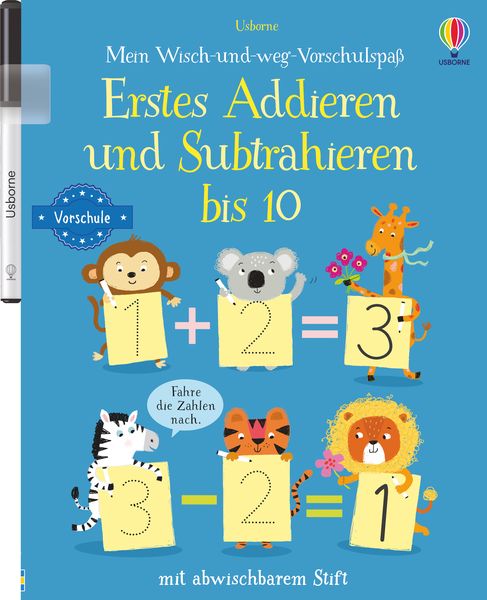 Usborne
USBORNE
Mein Wisch-und-weg-Vorschulspaß
Erstes Addieren
und Subtrahieren
bis 10
Usborne
Vorschule
1 + 2 = 3
Fahre
die Zahlen
nach.
3 - 2 = 1
mit abwischbarem Stift